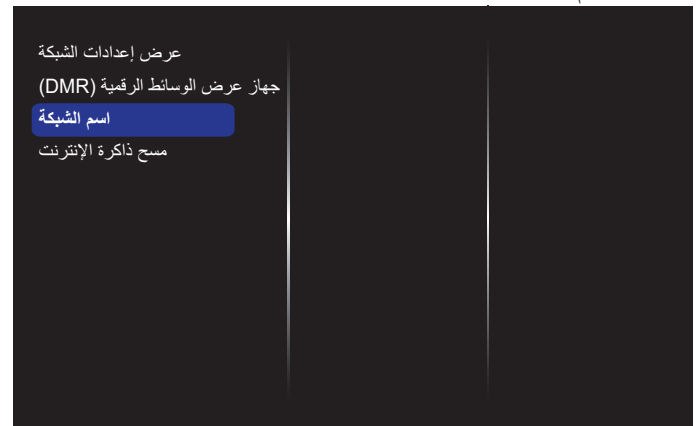 عرض إعدادات الشبكة
جهاز عرض الوسائط الرقمية (DMR)
اسم الشبكة
مسح ذاكرة الإنترنت